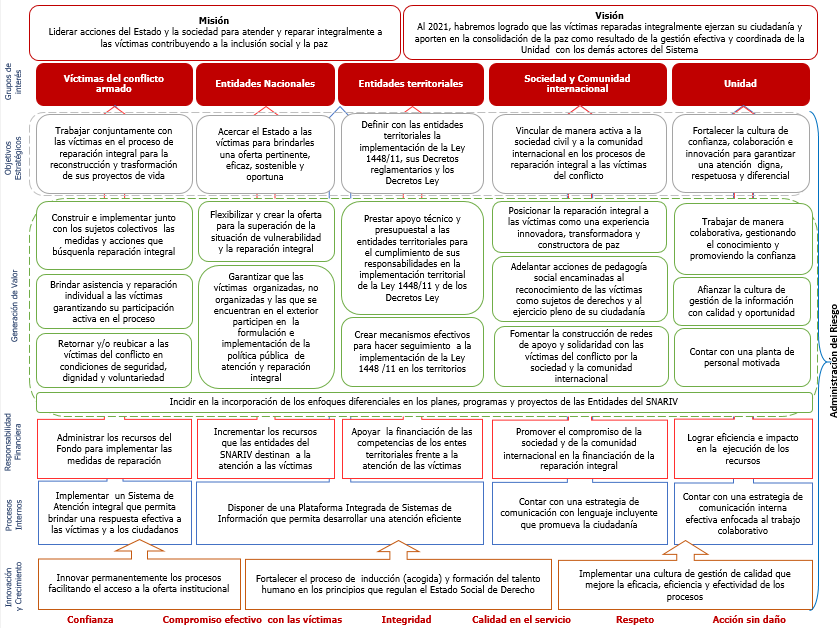 Misión
Liderar acciones del Estado y la sociedad para atender y reparar integralmente a
las víctimas contribuyendo a la inclusión social y la paz
Visión
Al 2021, habremos logrado que las víctimas reparadas integralmente ejerzan su ciudadanía y
aporten en la consolidación de la paz como resultado de la gestión efectiva y coordinada de la
Unidad con los demás actores del Sistema
Grupos de
interés
Víctimas del conflicto
armado
Entidades Nacionales
Entidades territoriales
Sociedad y Comunidad
internacional
Unidad
Objetivos
Estratégicos
Trabajar conjuntamente con
las víctimas en el proceso de
reparación integral para la
reconstrucción y trasformación
de sus proyectos de vida
Acercar el Estado a las
víctimas para brindarles
una oferta pertinente,
eficaz, sostenible y
oportuna
Definir con las entidades
territoriales la
implementación de la Ley
1448/11, sus Decretos
reglamentarios y los
Decretos Ley
Vincular de manera activa a la
sociedad civil y a la comunidad
internacional en los procesos de
reparación integral a las víctimas
del conflicto
Fortalecer la cultura de
confianza, colaboración e
innovación para garantizar
una atención digna,
respetuosa y diferencial
Generación de Valor
Construir e implementar junto
con los sujetos colectivos las
medidas y acciones que
búsquenla reparación integral
Brindar asistencia y reparación
individual a las víctimas
garantizando su participación
activa en el proceso
Retornar y/o reubicar a las
víctimas del conflicto en
condiciones de seguridad,
dignidad y voluntariedad
Flexibilizar y crear la oferta
para la superación de la
situación de vulnerabilidad
y la reparación integral
Garantizar que las
víctimas organizadas, no
organizadas y las que se
encuentran en el exterior
participen en la
formulación e
implementación de la
política pública de
atención y reparación
integral
Prestar apoyo técnico y
presupuestal a las
entidades territoriales para
el cumplimiento de sus
responsabilidades en la
implementación territorial
de la Ley 1448/11 y de los
Decretos Ley
Crear mecanismos efectivos
para hacer seguimiento a la
implementación de la Ley
1448 /11 en los territorios
Posicionar la reparación integral a
las víctimas como una experiencia
innovadora, transformadora y
constructora de paz
Adelantar acciones de pedagogía
social encaminadas al
reconocimiento de las víctimas
como sujetos de derechos y al
ejercicio pleno de su ciudadanía
Fomentar la construcción de redes
de apoyo y solidaridad con las
víctimas del conflicto por la
sociedad y la comunidad
internacional
Trabajar de manera
colaborativa, gestionando
el conocimiento y
promoviendo la confianza
Afianzar la cultura de
gestión de la información
con calidad y oportunidad
Contar con una planta de
personal motivada
Incidir en la incorporación de los enfoques diferenciales en los planes, programas y proyectos de las Entidades del SNARIV
Administración del Riesgo
Responsabilidad
Financiera
Administrar los recursos del
Fondo para implementar las
medidas de reparación
Incrementar los recursos
que las entidades del
SNARIV destinan a la
atención a las víctimas
Apoyar la financiación de las
competencias de los entes
territoriales frente a
la atención de las víctimas
Promover el compromiso de la
sociedad y de la comunidad
internacional en la financiación de la
reparación integral
Lograr eficiencia e impacto
en la ejecución de los
recursos
Procesos
Internos
Implementar un Sistema de
Atención integral que permita
brindar una respuesta efectiva a
las víctimas y a los ciudadanos
Disponer de una Plataforma Integrada de Sistemas de
Información que permita desarrollar una atención eficiente
Contar con una estrategia de
comunicación con lenguaje incluyente
que promueva la ciudadanía
Contar con una estrategia de
comunicación interna
efectiva enfocada al trabajo
colaborativo
Innovación
y Crecimiento
Innovar permanentemente los procesos
facilitando el acceso a la oferta institucional
Fortalecer el proceso de inducción (acogida) y formación del talento
humano en los principios que regulan el Estado Social de Derecho
Implementar una cultura de gestión de calidad que
mejore la eficacia, eficiencia y efectividad de los
procesos
Confianza
Compromiso efectivo con las víctimas
Integridad
Calidad en el servicio
Respeto
Acción sin daño